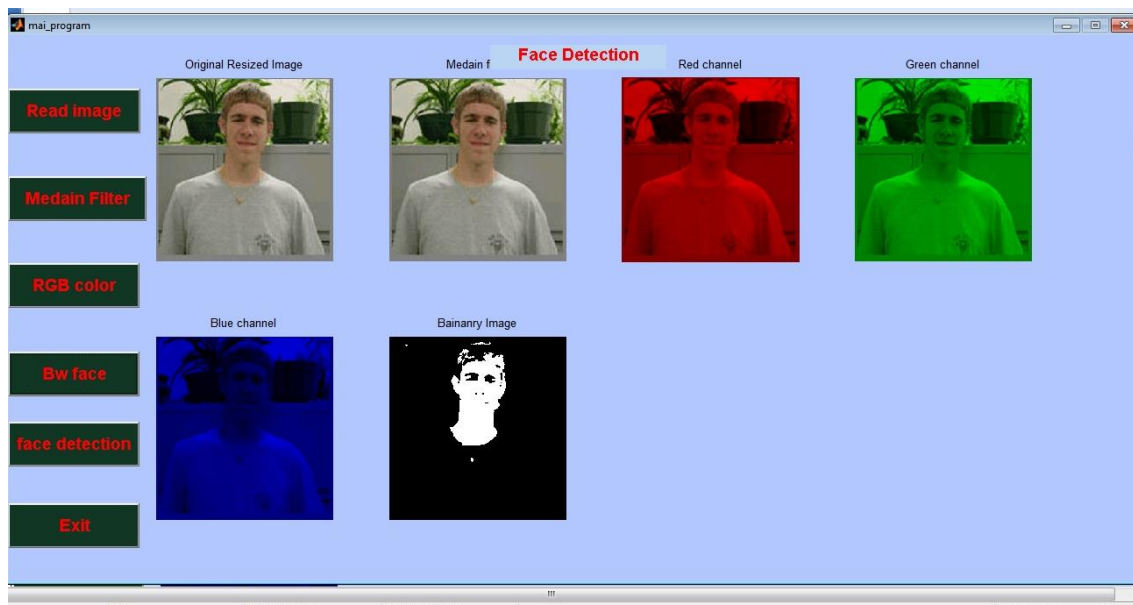 mai_program
Face Detection
Original Resized Image
Medain f
Red channel
Green channel
Read image
Medain Filter
RGB color
Blue channel
Bainanry Image
Bw face
face detection
Exit